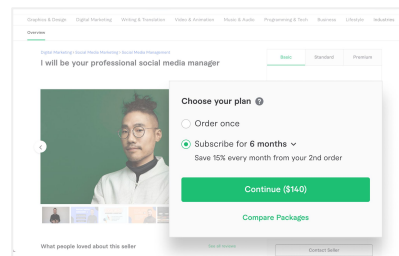 Graphics & Design Digital Marketing Writing & Translation Video & Animation Music & Audio Programming & Tech Business Lifestyle Industries
Overview
Digital Marketing \ Social Media Marketing \ Social Media Management
I will be your professional social media manager
Basic Standard Premium
Choose your plan ?
Order once
Subscribe for 6 months
Save 15% every month from your 2nd order
Continue ($140)
Compare Packages
What people loved about this seller
See all reviews
Contact Seller